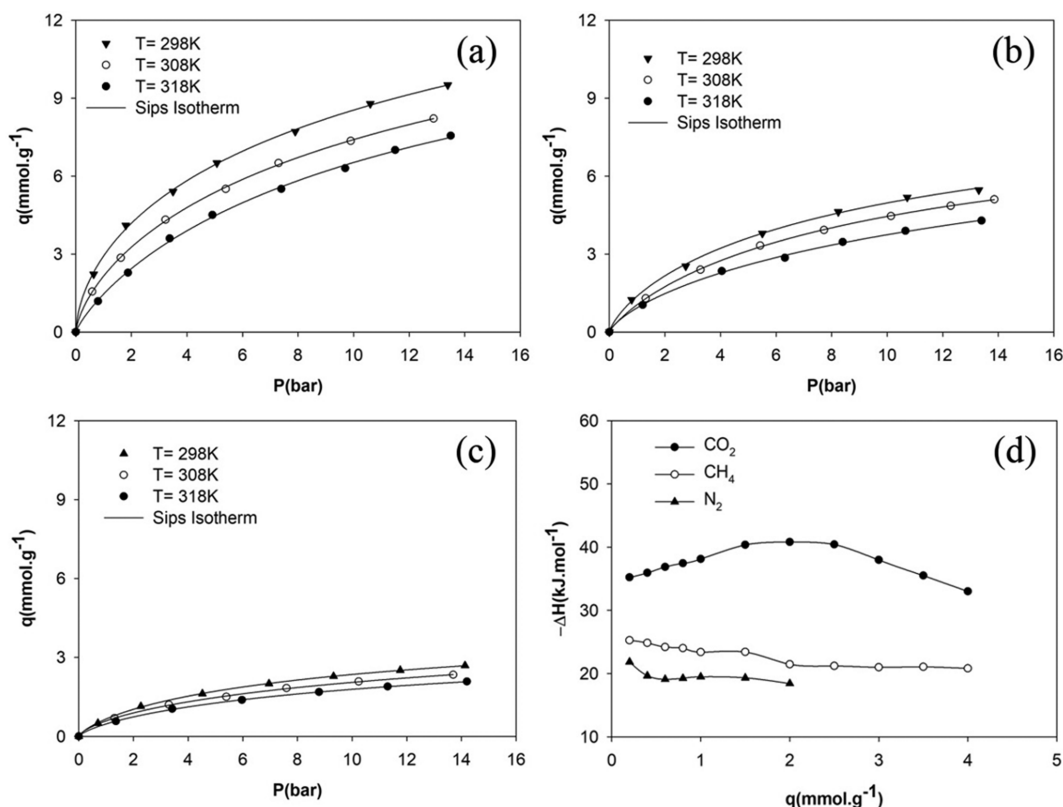 12
9
6
3
0
q(mmol.g⁻¹)
T= 298K
T= 308K
T= 318K
Sips Isotherm
(a)
0 2 4 6 8 10 12 14 16
P(bar)
12
9
6
3
0
q(mmol.g⁻¹)
T= 298K
T= 308K
T= 318K
Sips Isotherm
(b)
0 2 4 6 8 10 12 14 16
P(bar)
12
9
6
3
0
q(mmol.g⁻¹)
T= 298K
T= 308K
T= 318K
Sips Isotherm
(c)
0 2 4 6 8 10 12 14 16
P(bar)
60
50
40
30
20
10
−ΔH(kJ.mol⁻¹)
CO₂
CH₄
N₂
(d)
0 1 2 3 4 5
q(mmol.g⁻¹)